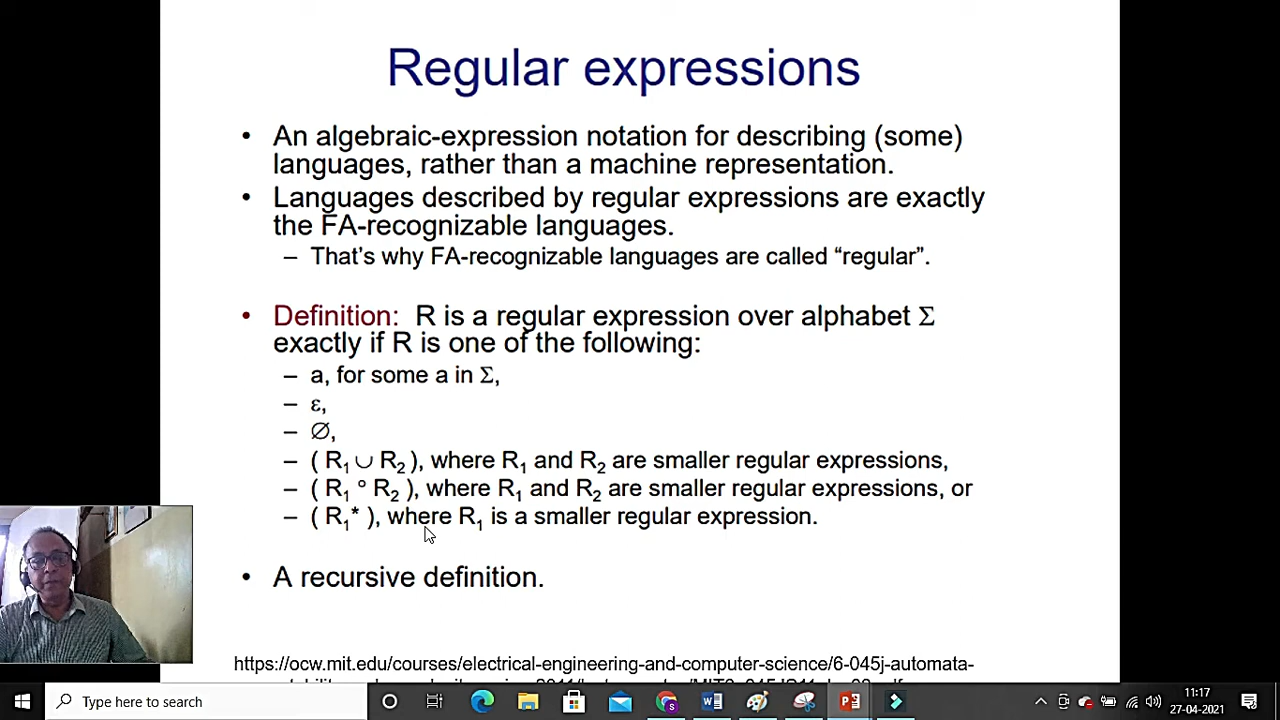 Regular expressions
• An algebraic-expression notation for describing (some)
languages, rather than a machine representation.
• Languages described by regular expressions are exactly
the FA-recognizable languages.
– That's why FA-recognizable languages are called “regular”.
• Definition: R is a regular expression over alphabet Σ
exactly if R is one of the following:
– a, for some a in Σ,
– ε,
– ∅,
– ( R₁ ∪ R₂ ), where R₁ and R₂ are smaller regular expressions,
– ( R₁ ° R₂ ), where R₁ and R₂ are smaller regular expressions, or
– ( R₁* ), where R₁ is a smaller regular expression.
• A recursive definition.
https://ocw.mit.edu/courses/electrical-engineering-and-computer-science/6-045j-automata-
Type here to search
11:17
27-04-2021